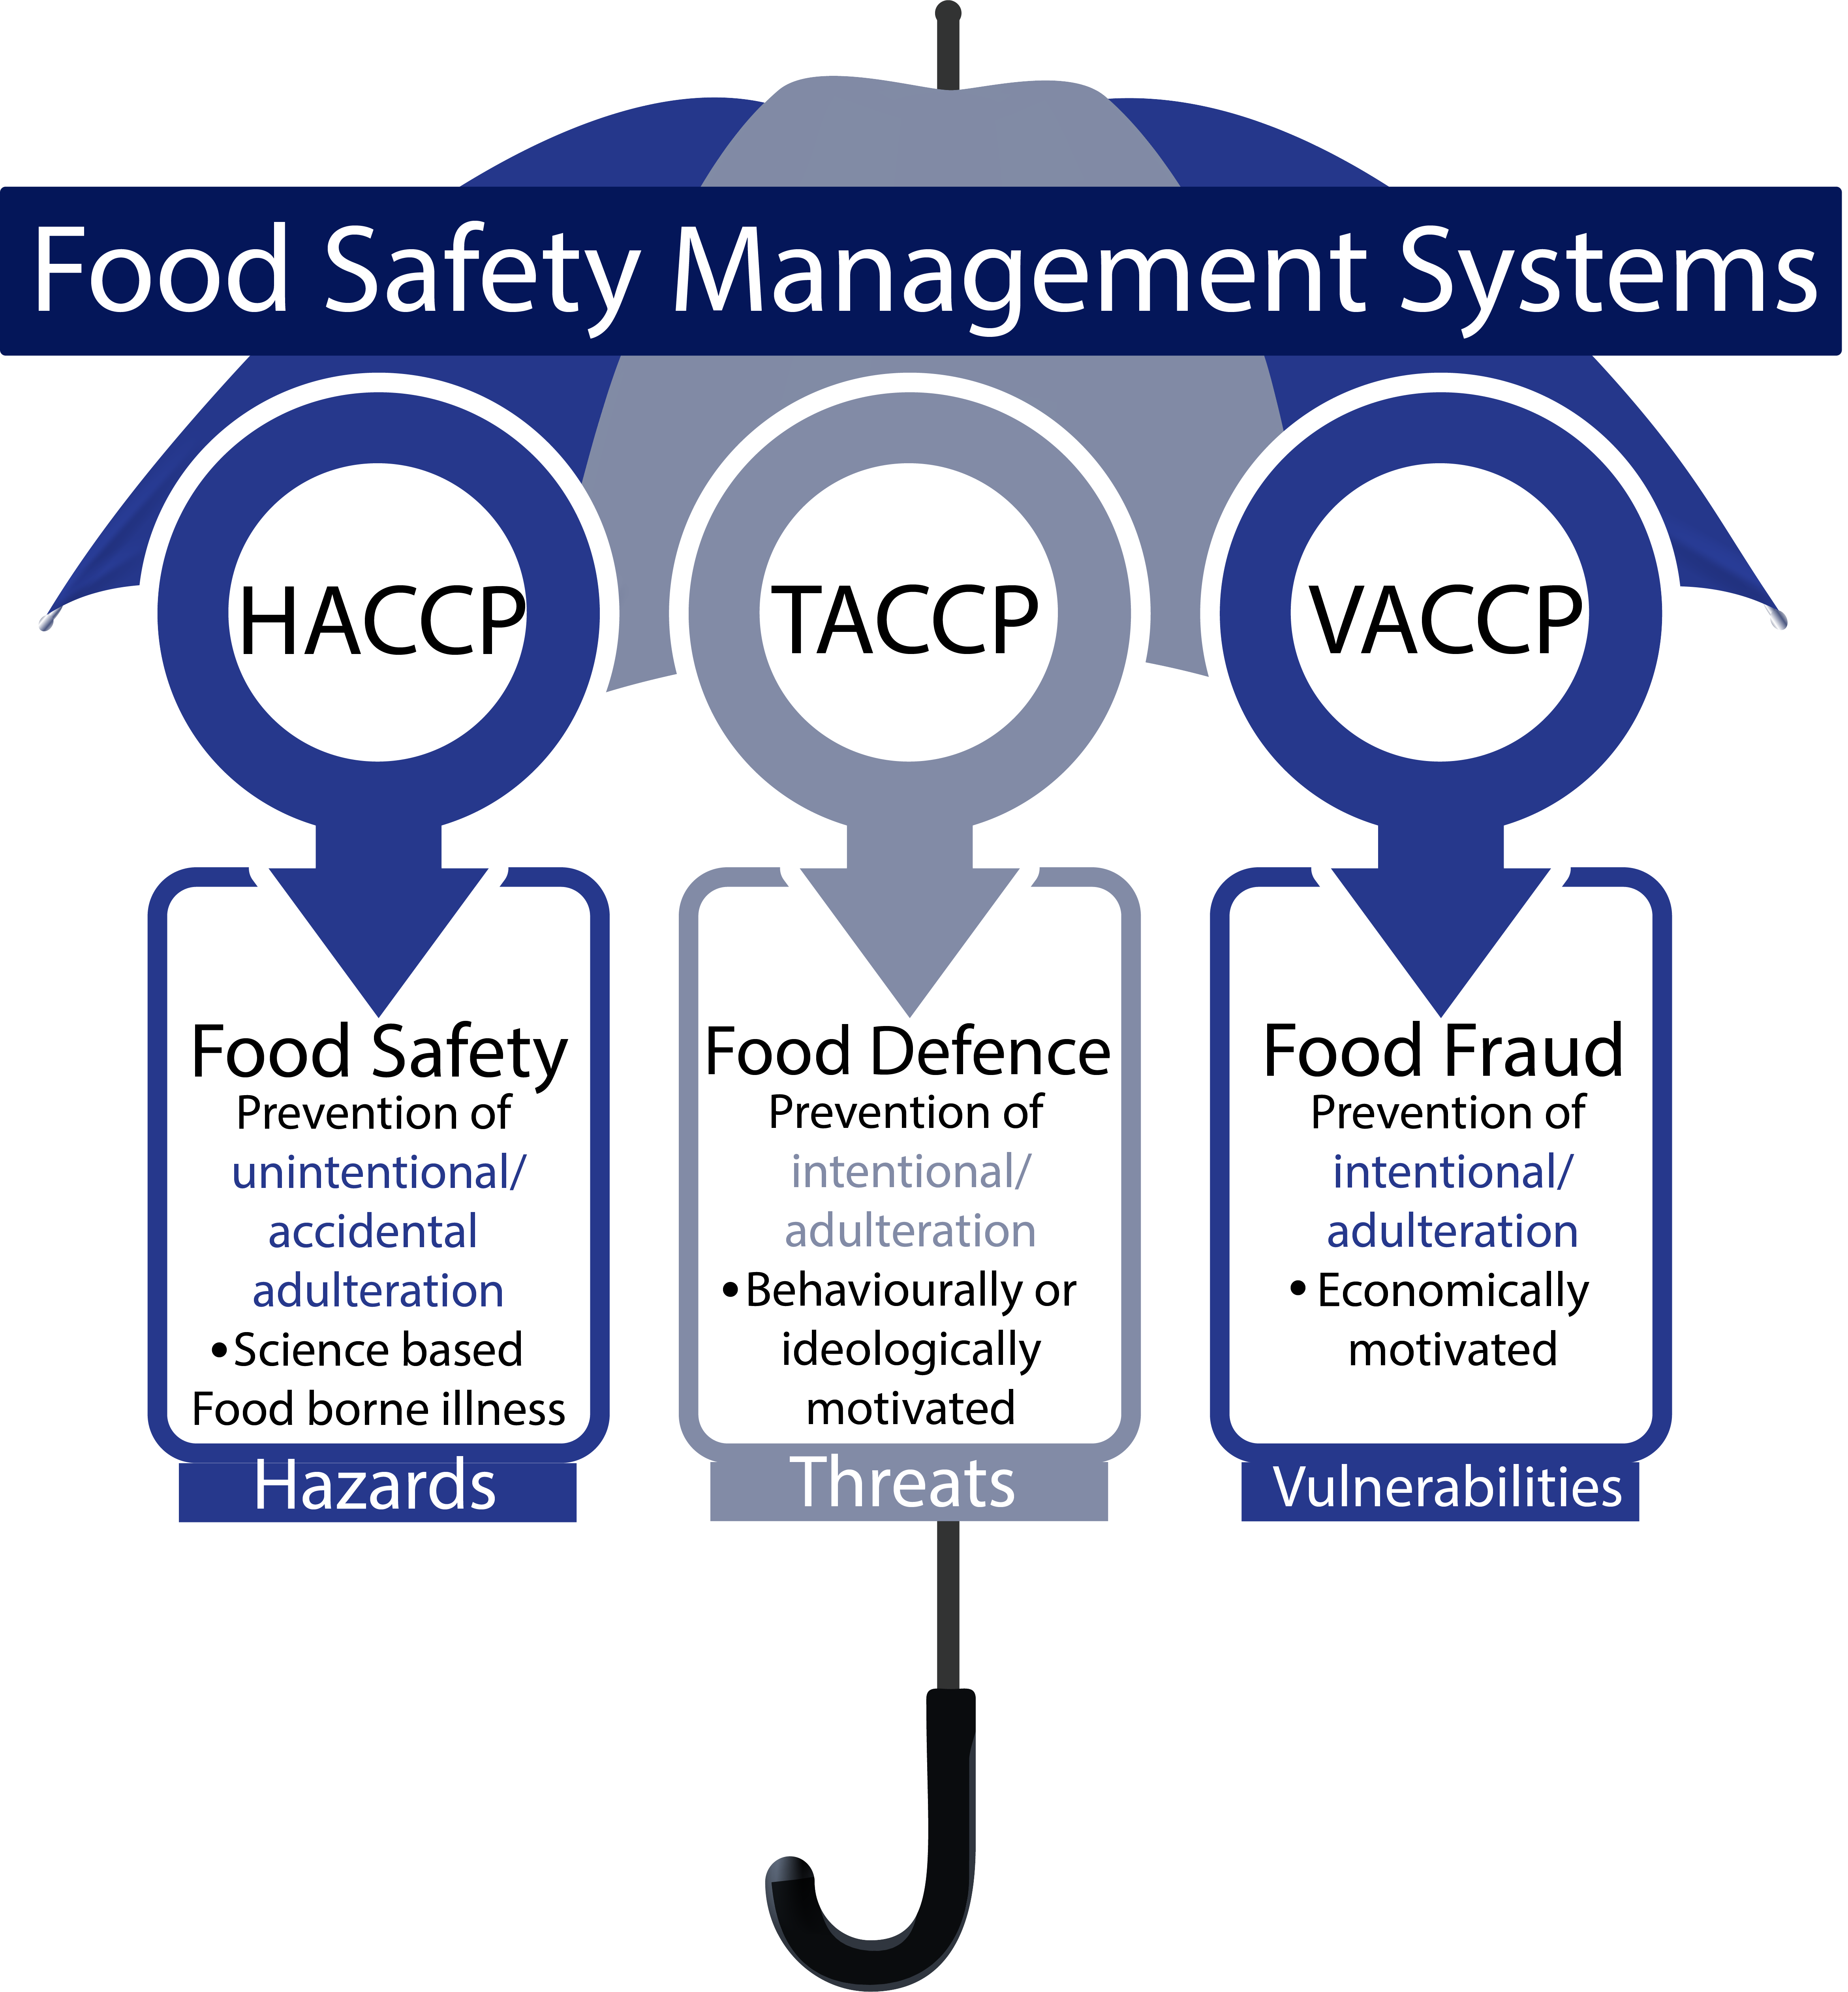 Food Safety Management Systems
HACCP
TACCP
VACCP
Food Safety
Prevention of
unintentional/
accidental
adulteration
•Science based
Food borne illness
Hazards
Food Defence
Prevention of
intentional/
adulteration
•Behaviourally or
ideologically
motivated
Threats
Food Fraud
Prevention of
intentional/
adulteration
• Economically
motivated
Vulnerabilities